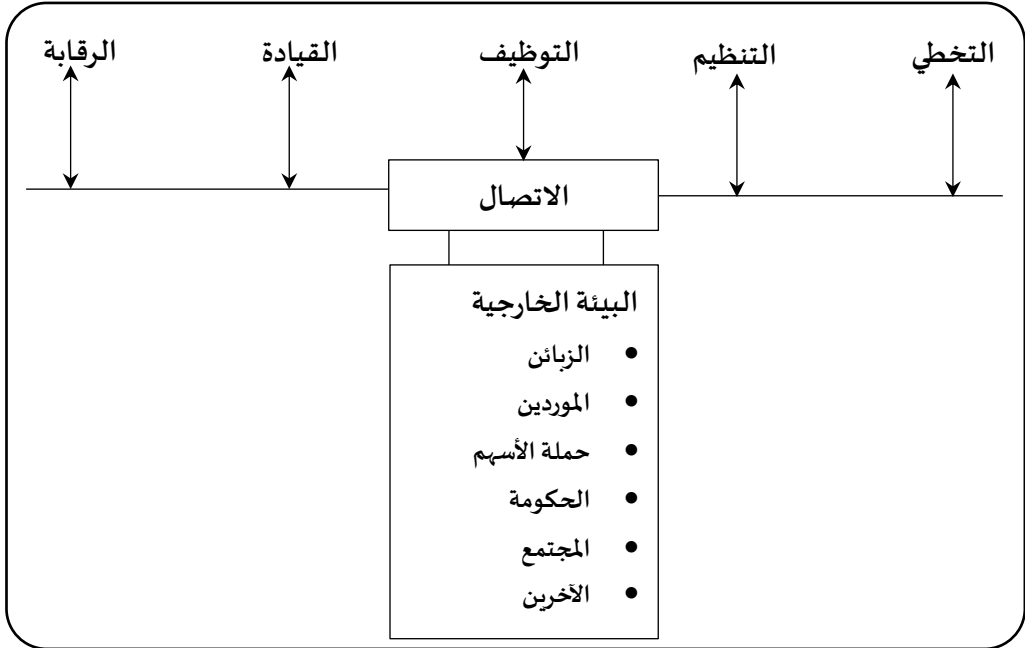 التخطي التنظيم التوظيف القيادة الرقابة
الاتصال
البيئة الخارجية
• الزبائن
• الموردين
• حملة الأسهم
• الحكومة
• المجتمع
• الآخرين